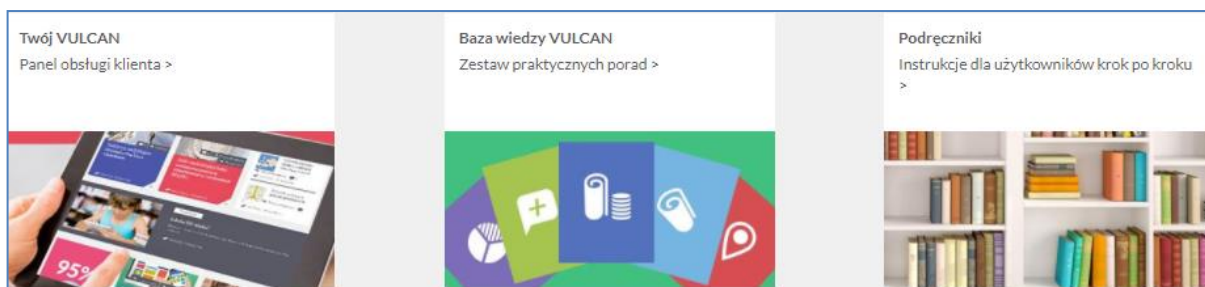 Twój VULCAN
Panel obsługi klienta >
Baza wiedzy VULCAN
Zestaw praktycznych porad >
Podręczniki
Instrukcje dla użytkowników krok po kroku
>
95%